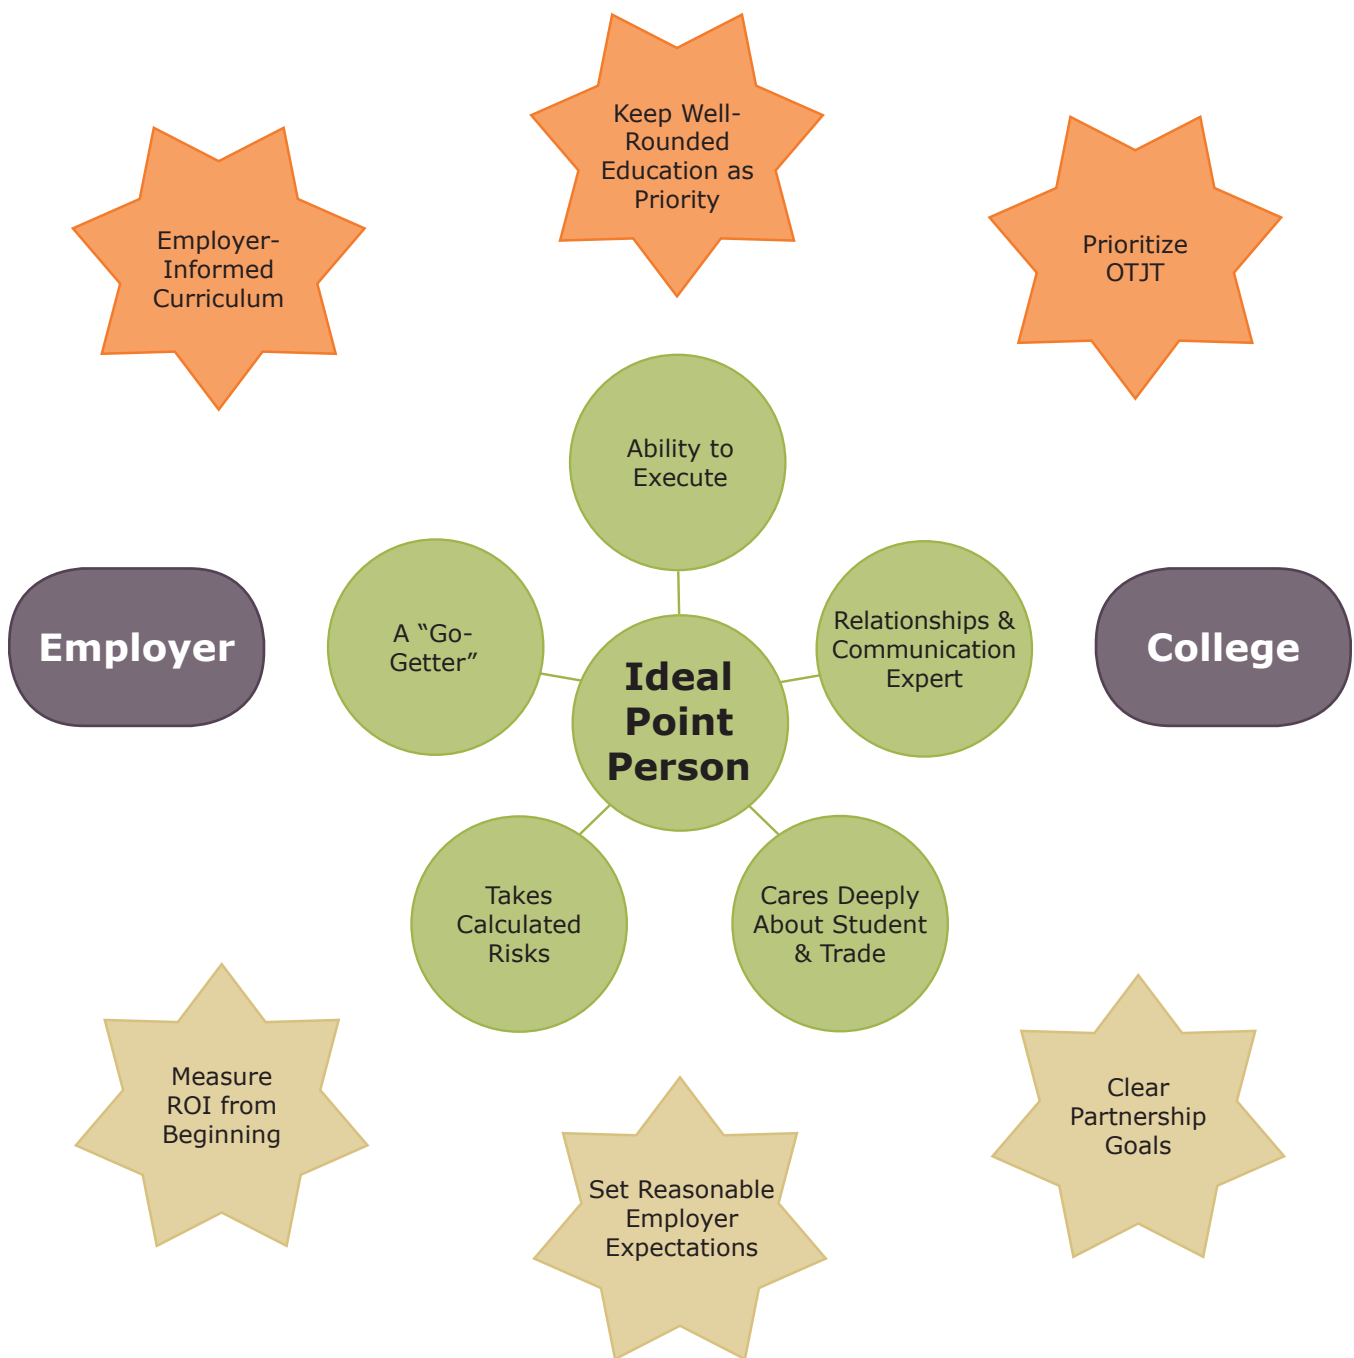 Keep Well-
Rounded
Education as
Priority
Employer-
Informed
Curriculum
Prioritize
OTJT
Ability to
Execute
Employer
A “Go-
Getter”
Ideal
Point
Person
Relationships &
Communication
Expert
College
Takes
Calculated
Risks
Cares Deeply
About Student
& Trade
Measure
ROI from
Beginning
Set Reasonable
Employer
Expectations
Clear
Partnership
Goals